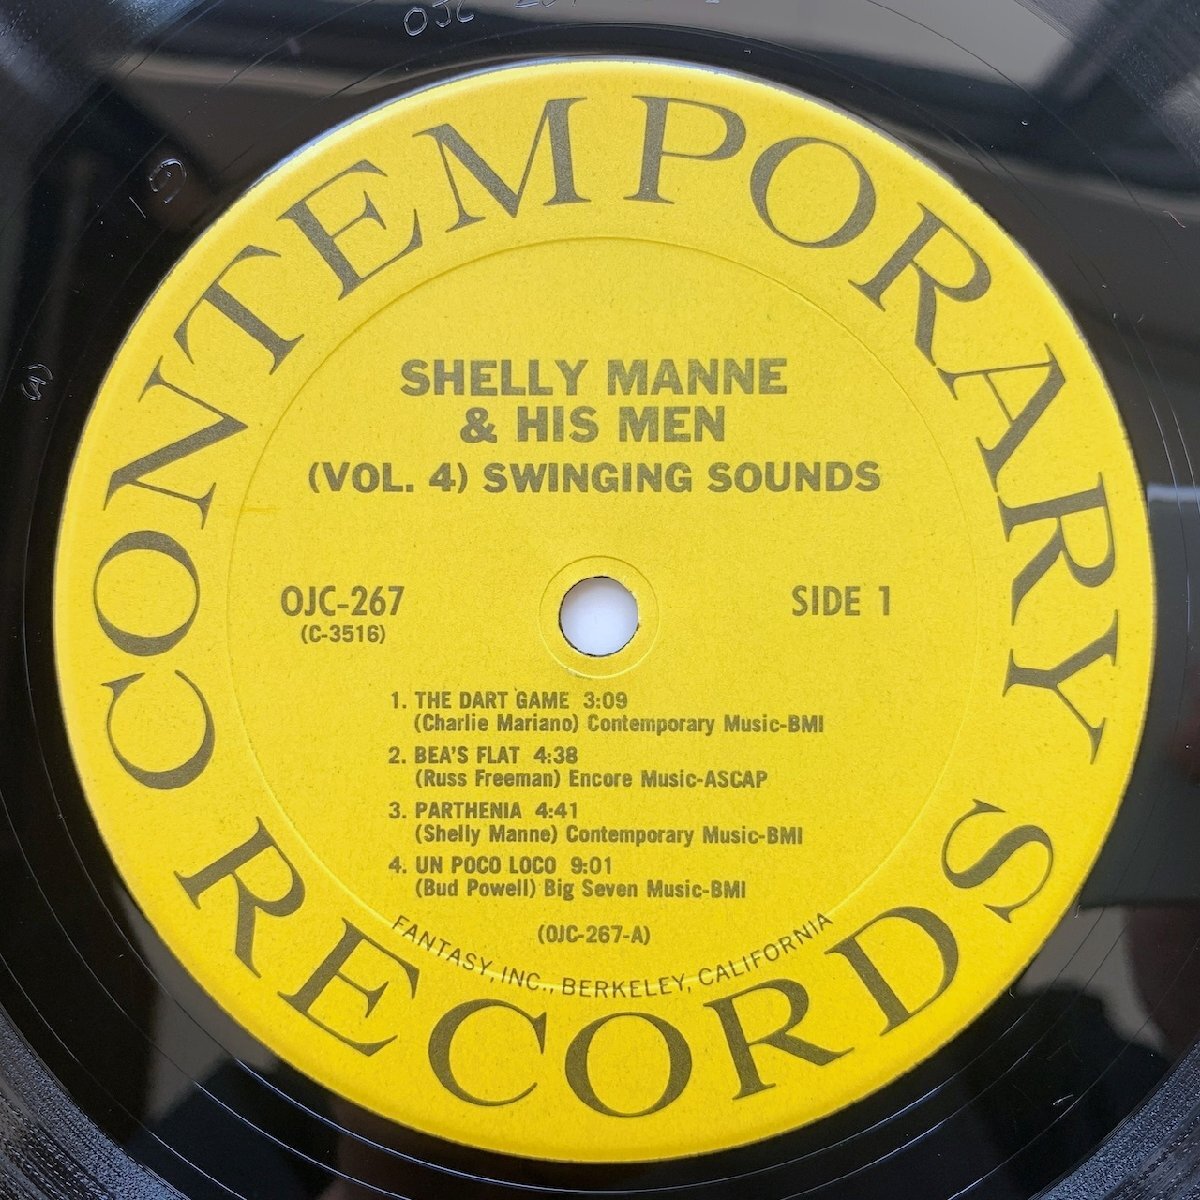 CONTEMPORARY
RECORDS
SHELLY MANNE
& HIS MEN
(VOL. 4) SWINGING SOUNDS
OJC-267
(C-3516)
SIDE 1
1. THE DART GAME 3:09
(Charlie Mariano) Contemporary Music-BMI
2. BEA'S FLAT 4:38
(Russ Freeman) Encore Music-ASCAP
3. PARTHENIA 4:41
(Shelly Manne) Contemporary Music-BMI
4. UN POCO LOCO 9:01
(Bud Powell) Big Seven Music-BMI
(OJC-267-A)
FANTASY, INC., BERKELEY, CALIFORNIA